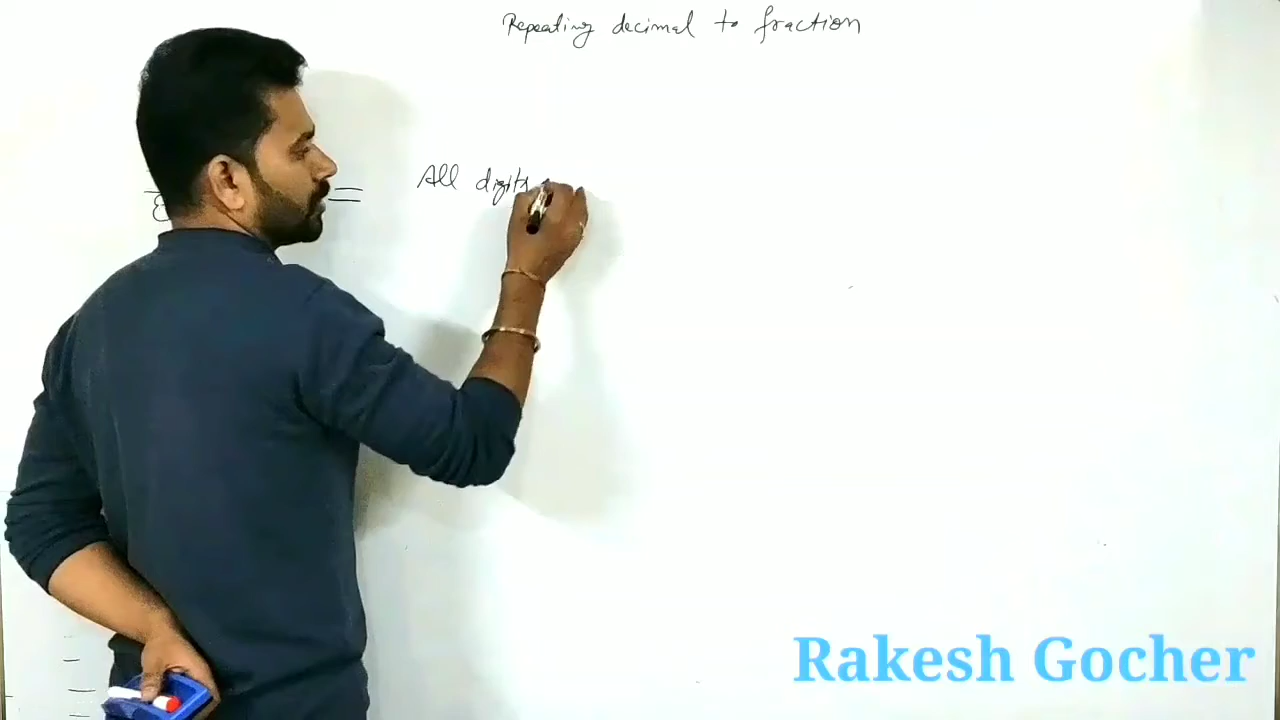 Repeating decimal to fraction
All digits
=
Rakesh Gocher